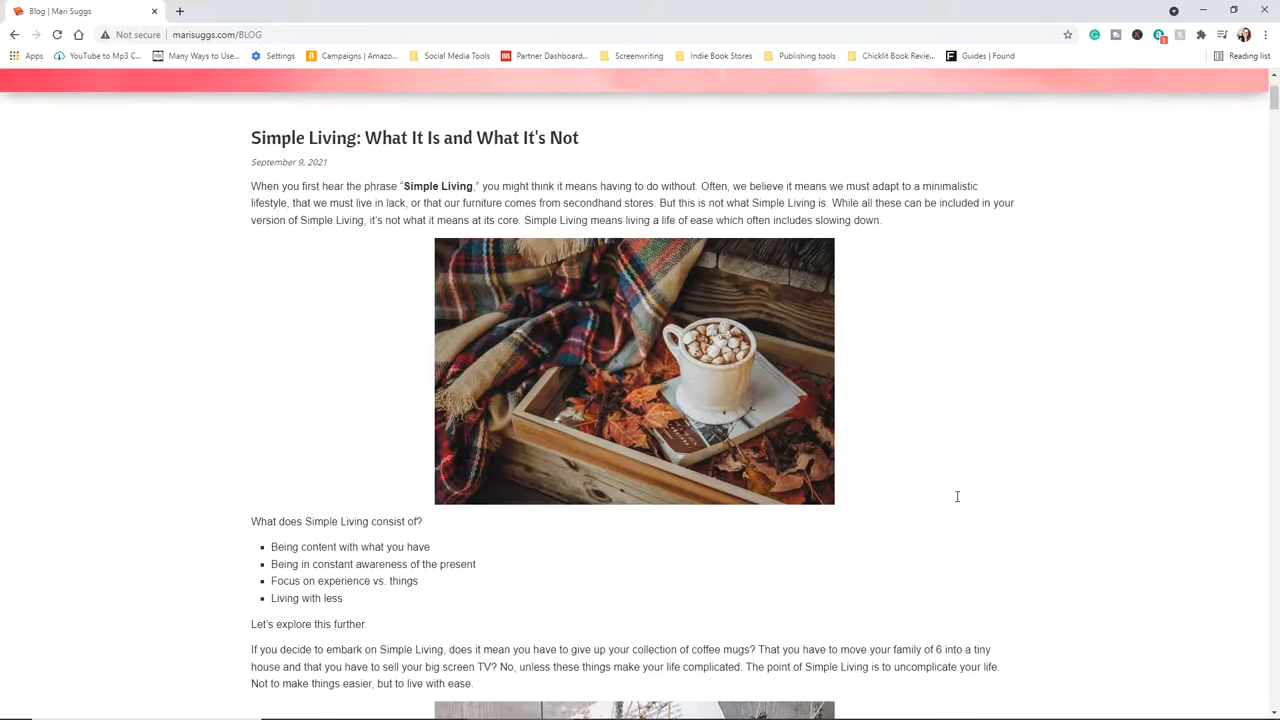 Blog | Mari Suggs
Not secure | marisuggs.com/BLOG
Apps YouTube to Mp3 C... Many Ways to Use... Settings Campaigns | Amazo... Social Media Tools Partner Dashboard... Screenwriting Indie Book Stores Publishing tools Chicklit Book Revie... Guides | Found Reading list
Simple Living: What It Is and What It's Not
September 9, 2021
When you first hear the phrase “Simple Living,” you might think it means having to do without. Often, we believe it means we must adapt to a minimalistic
lifestyle, that we must live in lack, or that our furniture comes from secondhand stores. But this is not what Simple Living is. While all these can be included in your
version of Simple Living, it’s not what it means at its core. Simple Living means living a life of ease which often includes slowing down.
What does Simple Living consist of?
Being content with what you have
Being in constant awareness of the present
Focus on experience vs. things
Living with less
Let’s explore this further.
If you decide to embark on Simple Living, does it mean you have to give up your collection of coffee mugs? That you have to move your family of 6 into a tiny
house and that you have to sell your big screen TV? No, unless these things make your life complicated. The point of Simple Living is to uncomplicate your life.
Not to make things easier, but to live with ease.